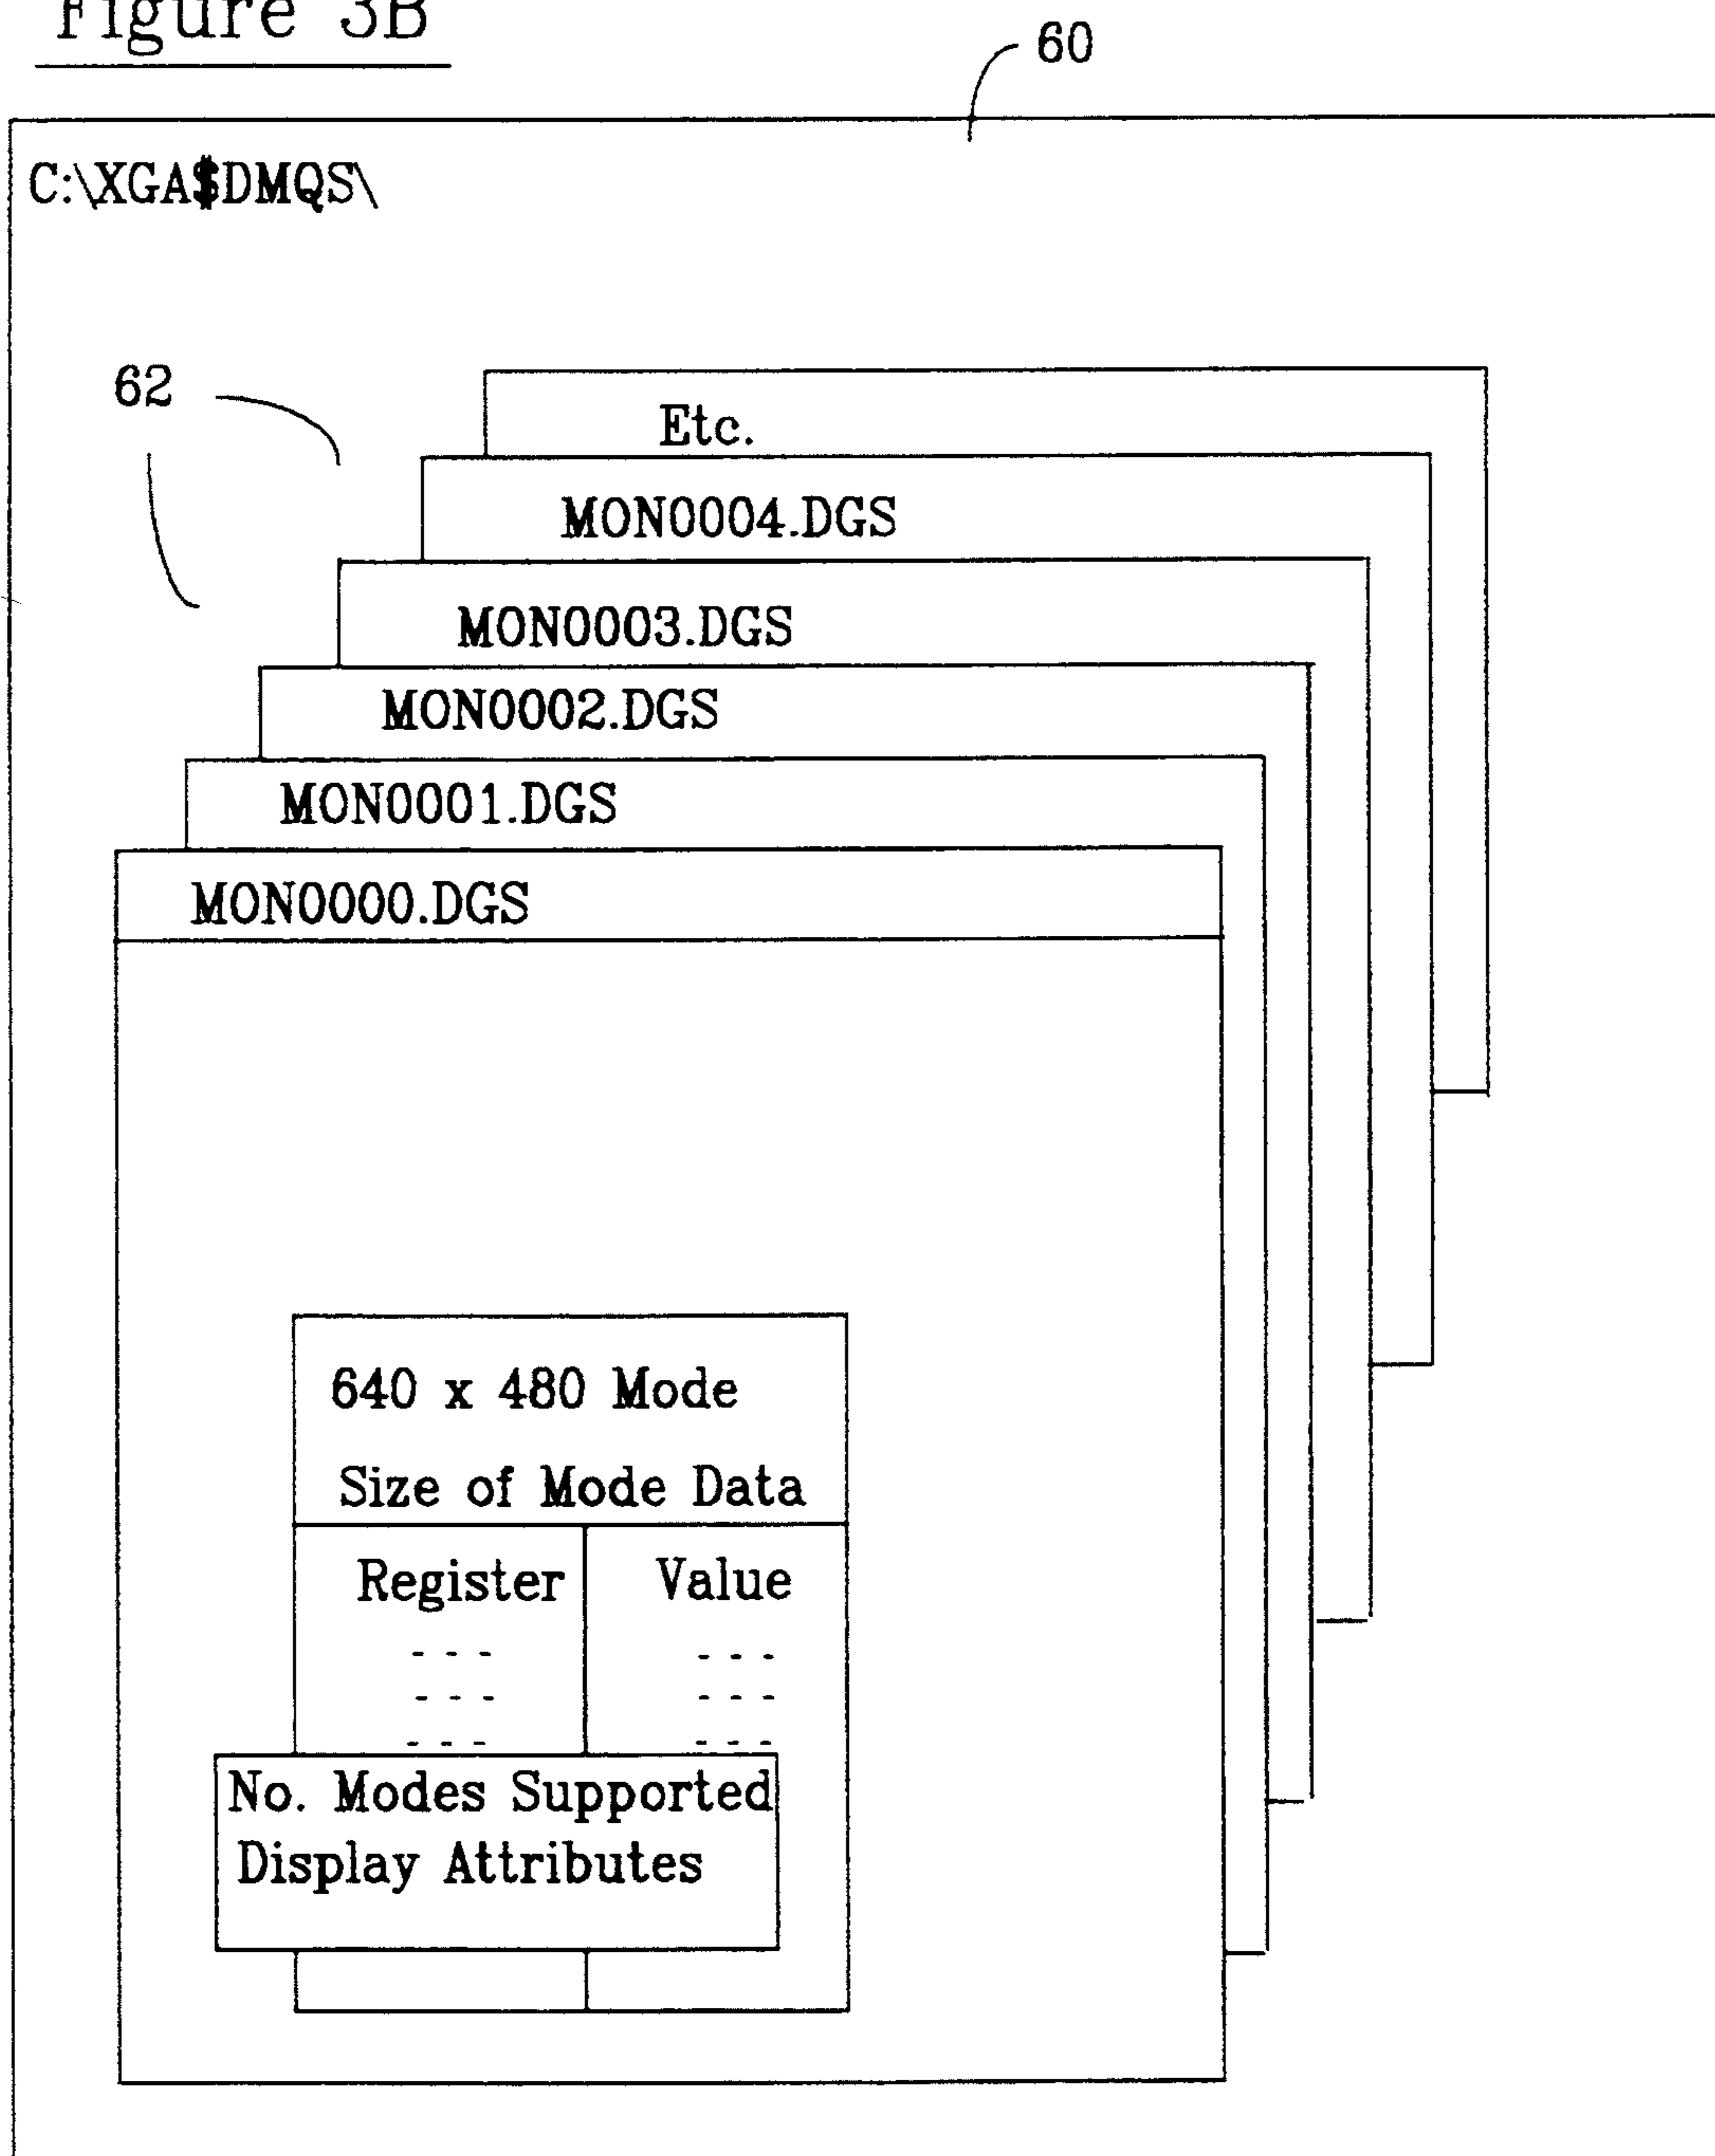 Figure 3B
60
C:\XGA$DMQS\
62
Etc.
MON0004.DGS
MON0003.DGS
MON0002.DGS
MON0001.DGS
MON0000.DGS
640 x 480 Mode
Size of Mode Data
Register Value
- - - - - -
- - - - - -
- - - - - -
No. Modes Supported
Display Attributes